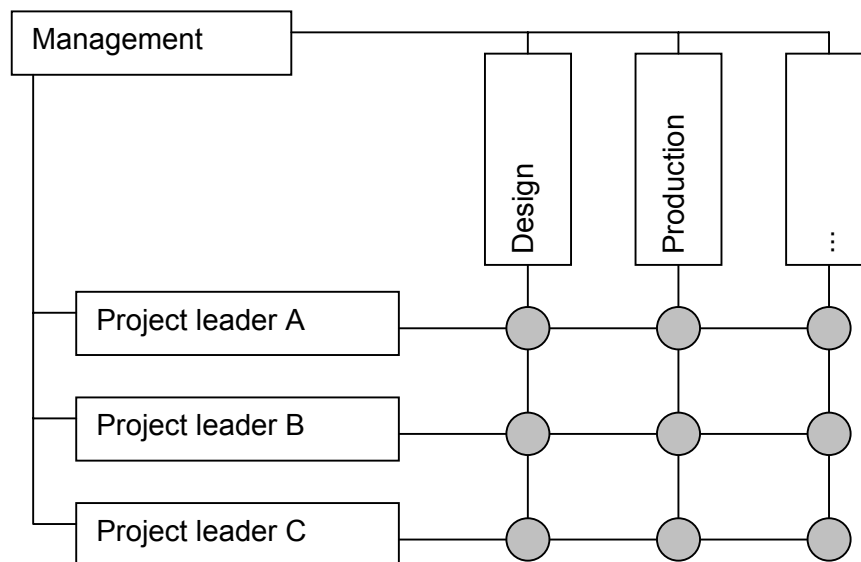 Management
Design
Production
...
Project leader A
Project leader B
Project leader C